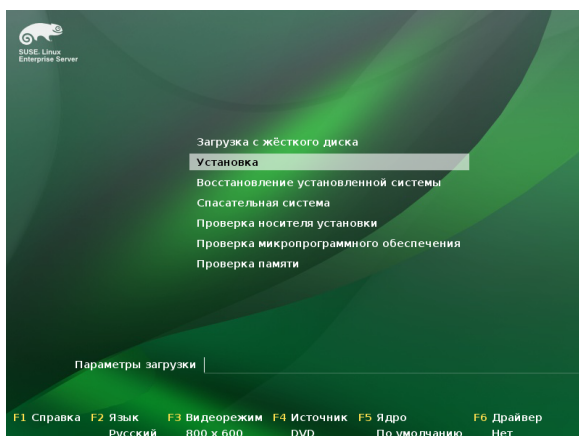 SUSE. Linux
Enterprise Server
Загрузка с жёсткого диска
Установка
Восстановление установленной системы
Спасательная система
Проверка носителя установки
Проверка микропрограммного обеспечения
Проверка памяти
Параметры загрузки
F1 Справка F2 Язык F3 Видеорежим F4 Источник F5 Ядро F6 Драйвер
Русский 800 x 600 DVD По умолчанию Нет